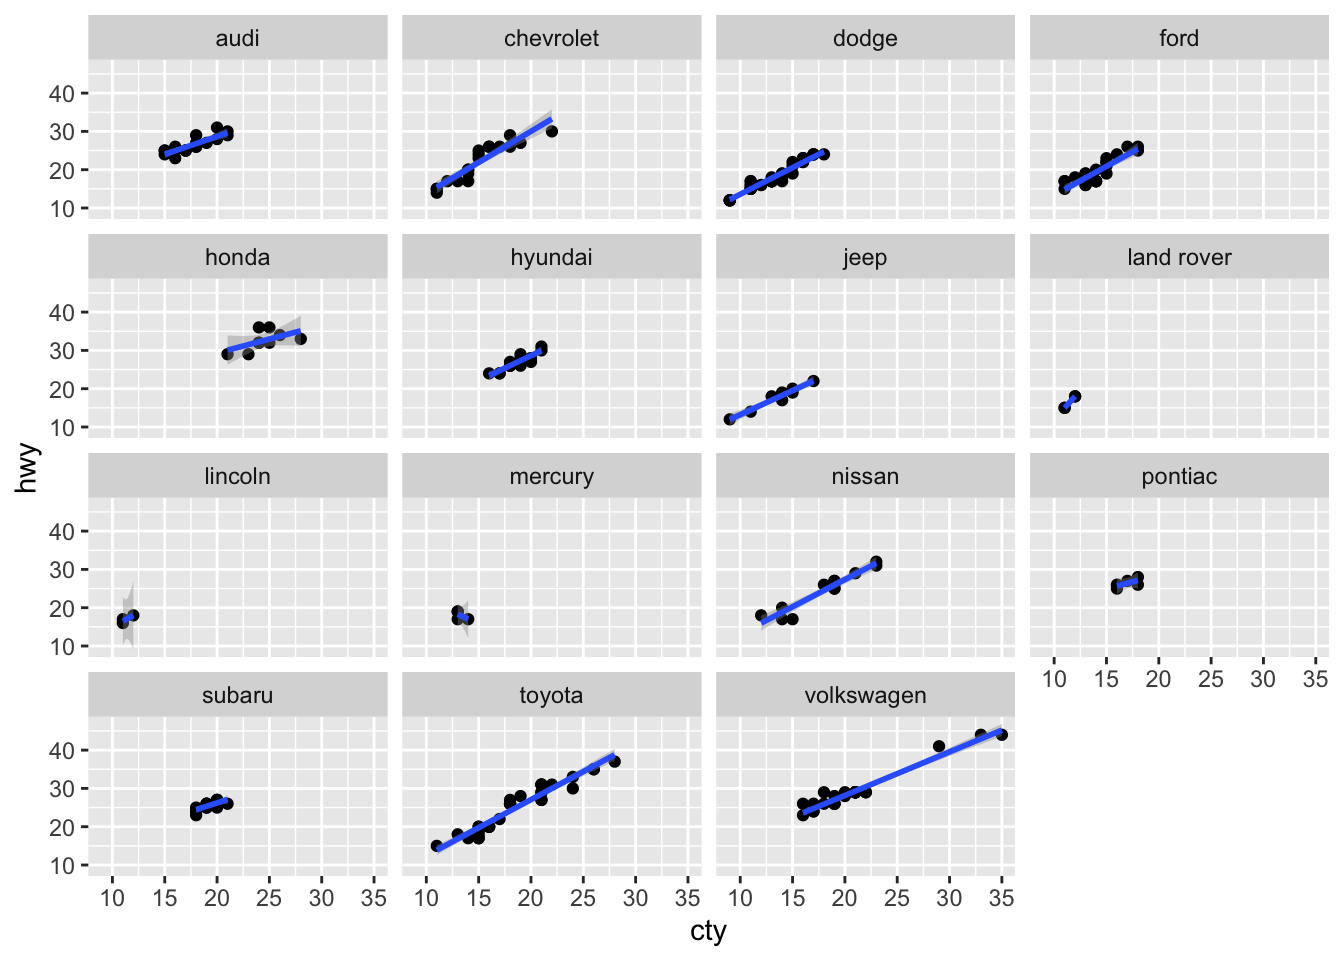 audi chevrolet dodge ford
40
30
20
10
honda hyundai jeep land rover
40
30
20
10
hwy
lincoln mercury nissan pontiac
40
30
20
10
10 15 20 25 30 35
subaru toyota volkswagen
40
30
20
10
10 15 20 25 30 35 10 15 20 25 30 35 10 15 20 25 30 35
cty